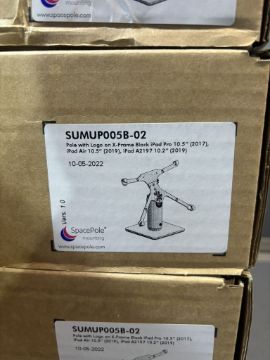 SpacePole
mounting
www.spacepole.com
SUMUP005B-02
Pole with Logo on X-Frame Black iPad Pro 10.5" (2017),
iPad Air 10.5" (2019), iPad A2197 10.2" (2019)
10-05-2022
Vers. 1.0
SpacePole
mounting
SUMUP005B-02
Pole with Logo on X-Frame Black iPad Pro 10.5" (2017),
iPad Air 10.5" (2019), iPad A2197 10.2" (2019)
10-05-2022